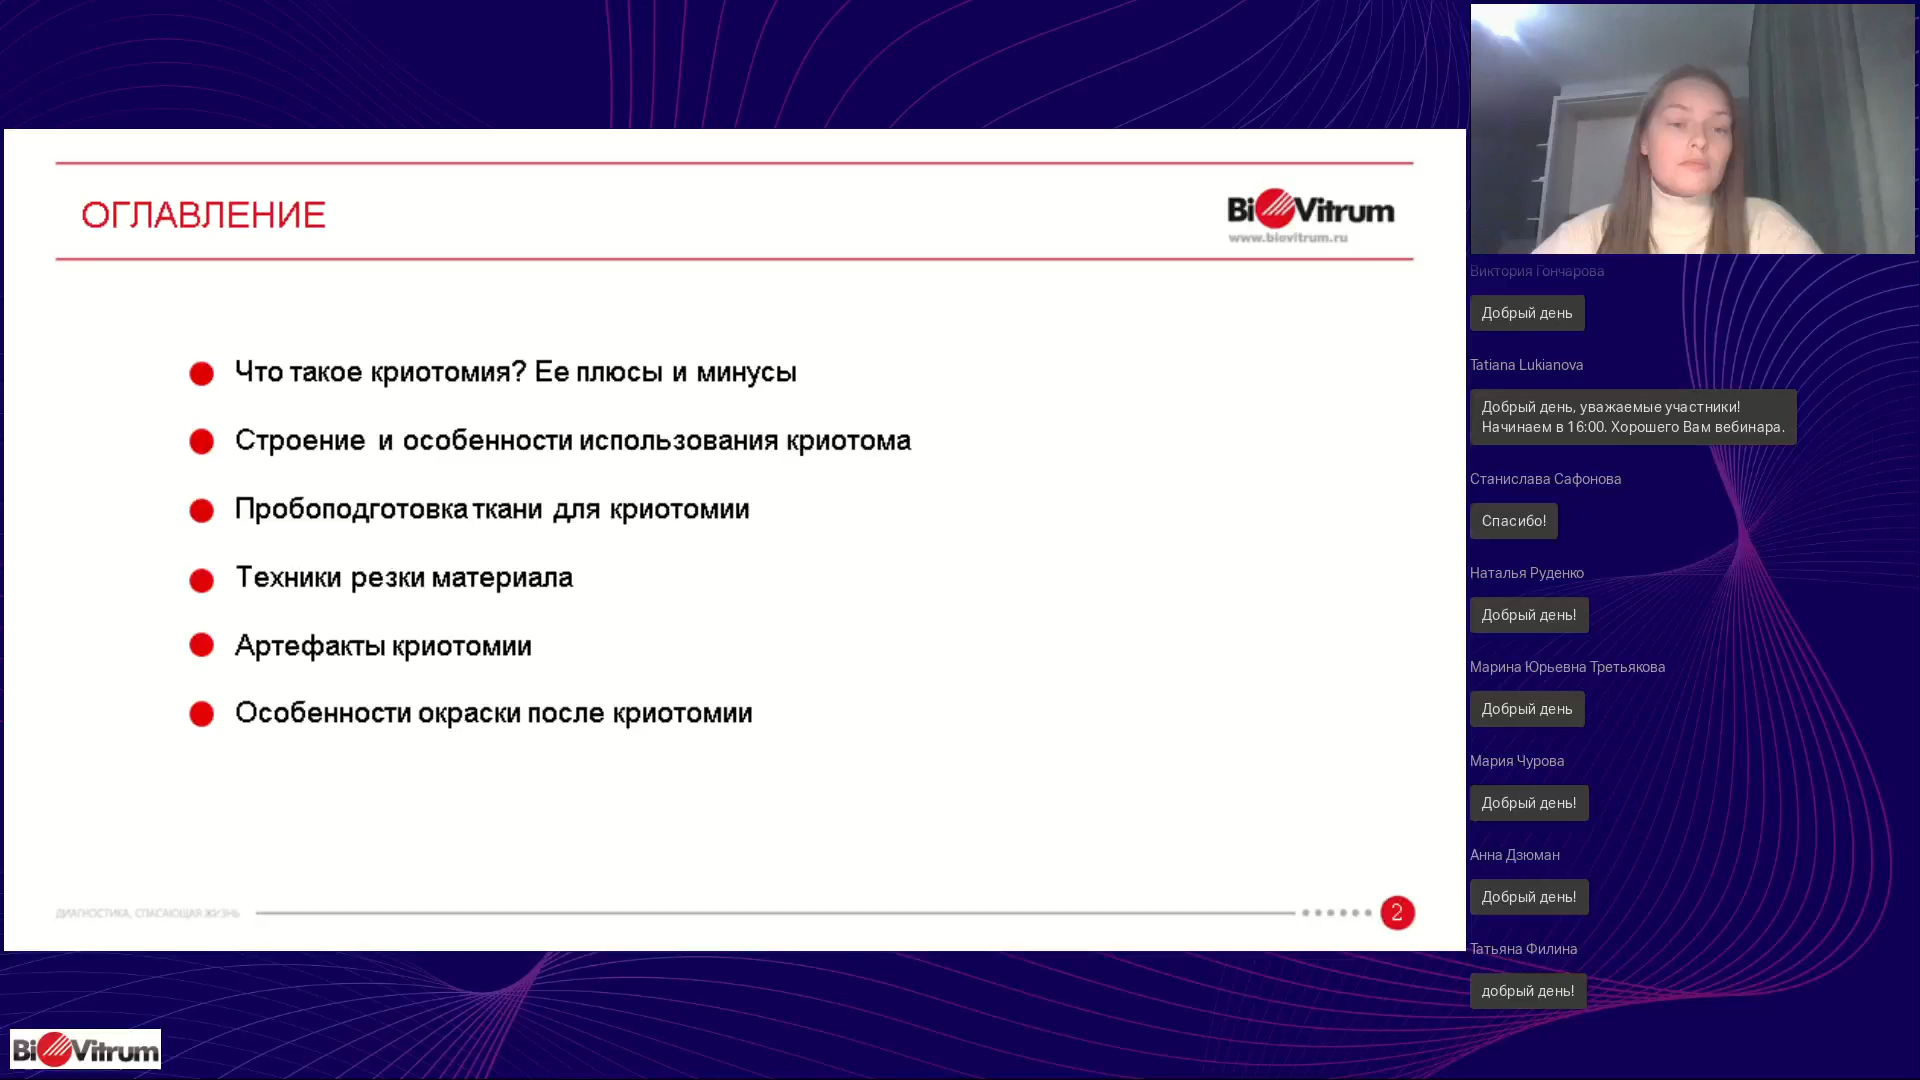 ОГЛАВЛЕНИЕ
BiOVitrum
www.biovitrum.ru
Что такое криотомия? Ее плюсы и минусы
Строение и особенности использования криотома
Пробоподготовка ткани для криотомии
Техники резки материала
Артефакты криотомии
Особенности окраски после криотомии
ДИАГНОСТИКА, СПАСАЮЩАЯ ЖИЗНЬ
2
BiOVitrum
Виктория Гончарова
Добрый день
Tatiana Lukianova
Добрый день, уважаемые участники!
Начинаем в 16:00. Хорошего Вам вебинара.
Станислава Сафонова
Спасибо!
Наталья Руденко
Добрый день!
Марина Юрьевна Третьякова
Добрый день
Мария Чурова
Добрый день!
Анна Дзюман
Добрый день!
Татьяна Филина
добрый день!